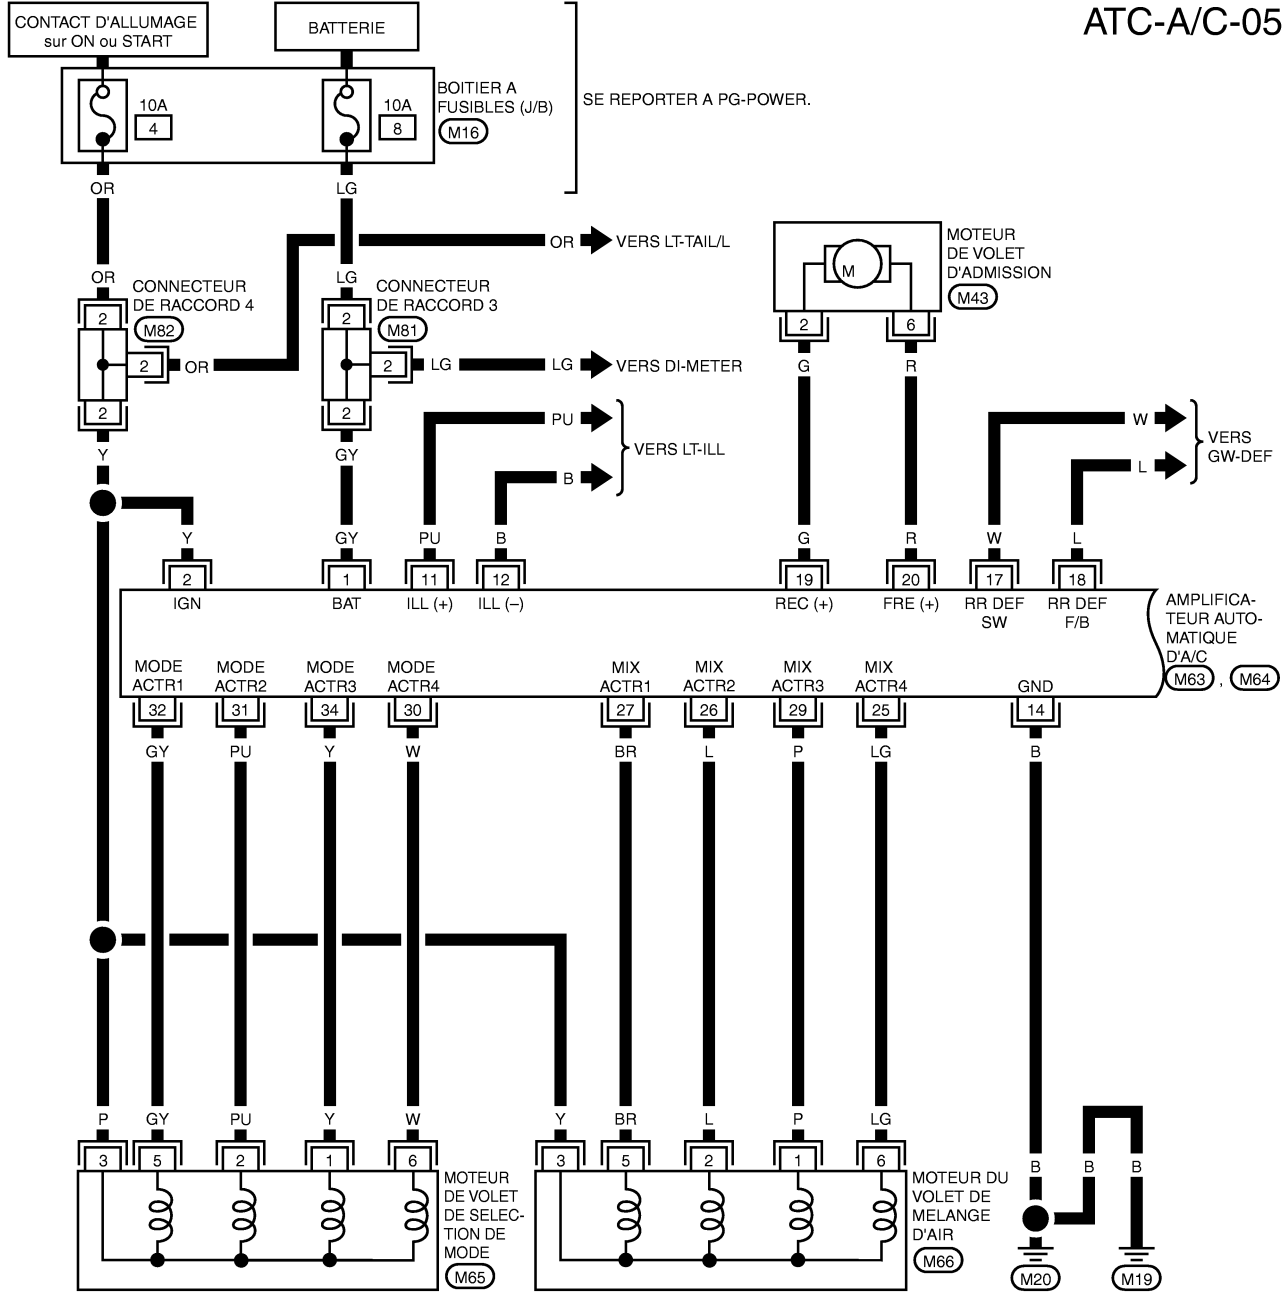 ATC-A/C-05
CONTACT D'ALLUMAGE
sur ON ou START
BATTERIE
10A
4
10A
8
BOITIER A
FUSIBLES (J/B)
M16
SE REPORTER A PG-POWER.
OR
LG
OR
VERS LT-TAIL/L
OR
LG
CONNECTEUR
DE RACCORD 4
M82
CONNECTEUR
DE RACCORD 3
M81
2
2
2
OR
2
LG
LG
VERS DI-METER
2
2
Y
GY
PU
B
VERS LT-ILL
MOTEUR
DE VOLET
D'ADMISSION
M43
M
2
6
G
R
W
L
VERS
GW-DEF
Y
GY
PU
B
G
R
W
L
2
1
11
12
19
20
17
18
IGN
BAT
ILL (+)
ILL (–)
REC (+)
FRE (+)
RR DEF
SW
RR DEF
F/B
AMPLIFICA-
TEUR AUTO-
MATIQUE
D'A/C
M63 , M64
MODE
ACTR1
MODE
ACTR2
MODE
ACTR3
MODE
ACTR4
MIX
ACTR1
MIX
ACTR2
MIX
ACTR3
MIX
ACTR4
GND
32
31
34
30
27
26
29
25
14
GY
PU
Y
W
BR
L
P
LG
B
P
GY
PU
Y
W
Y
BR
L
P
LG
3
5
2
1
6
3
5
2
1
6
MOTEUR
DE VOLET
DE SELEC-
TION DE
MODE
M65
MOTEUR DU
VOLET DE
MELANGE
D'AIR
M66
B
B
B
M20
M19